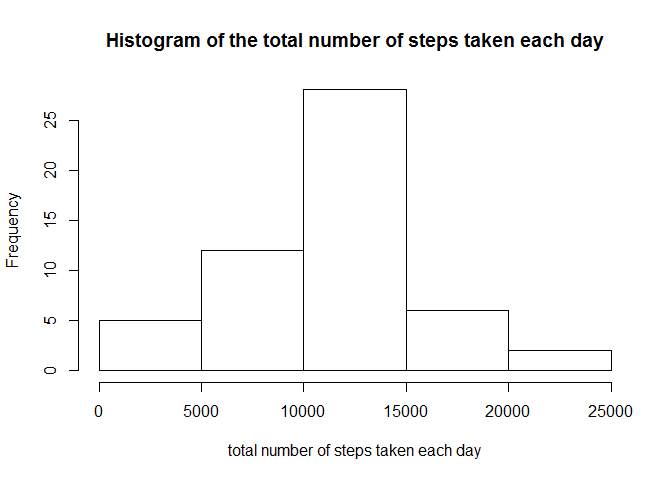 Histogram of the total number of steps taken each day
Frequency
25
20
15
10
5
0
0 5000 10000 15000 20000 25000
total number of steps taken each day